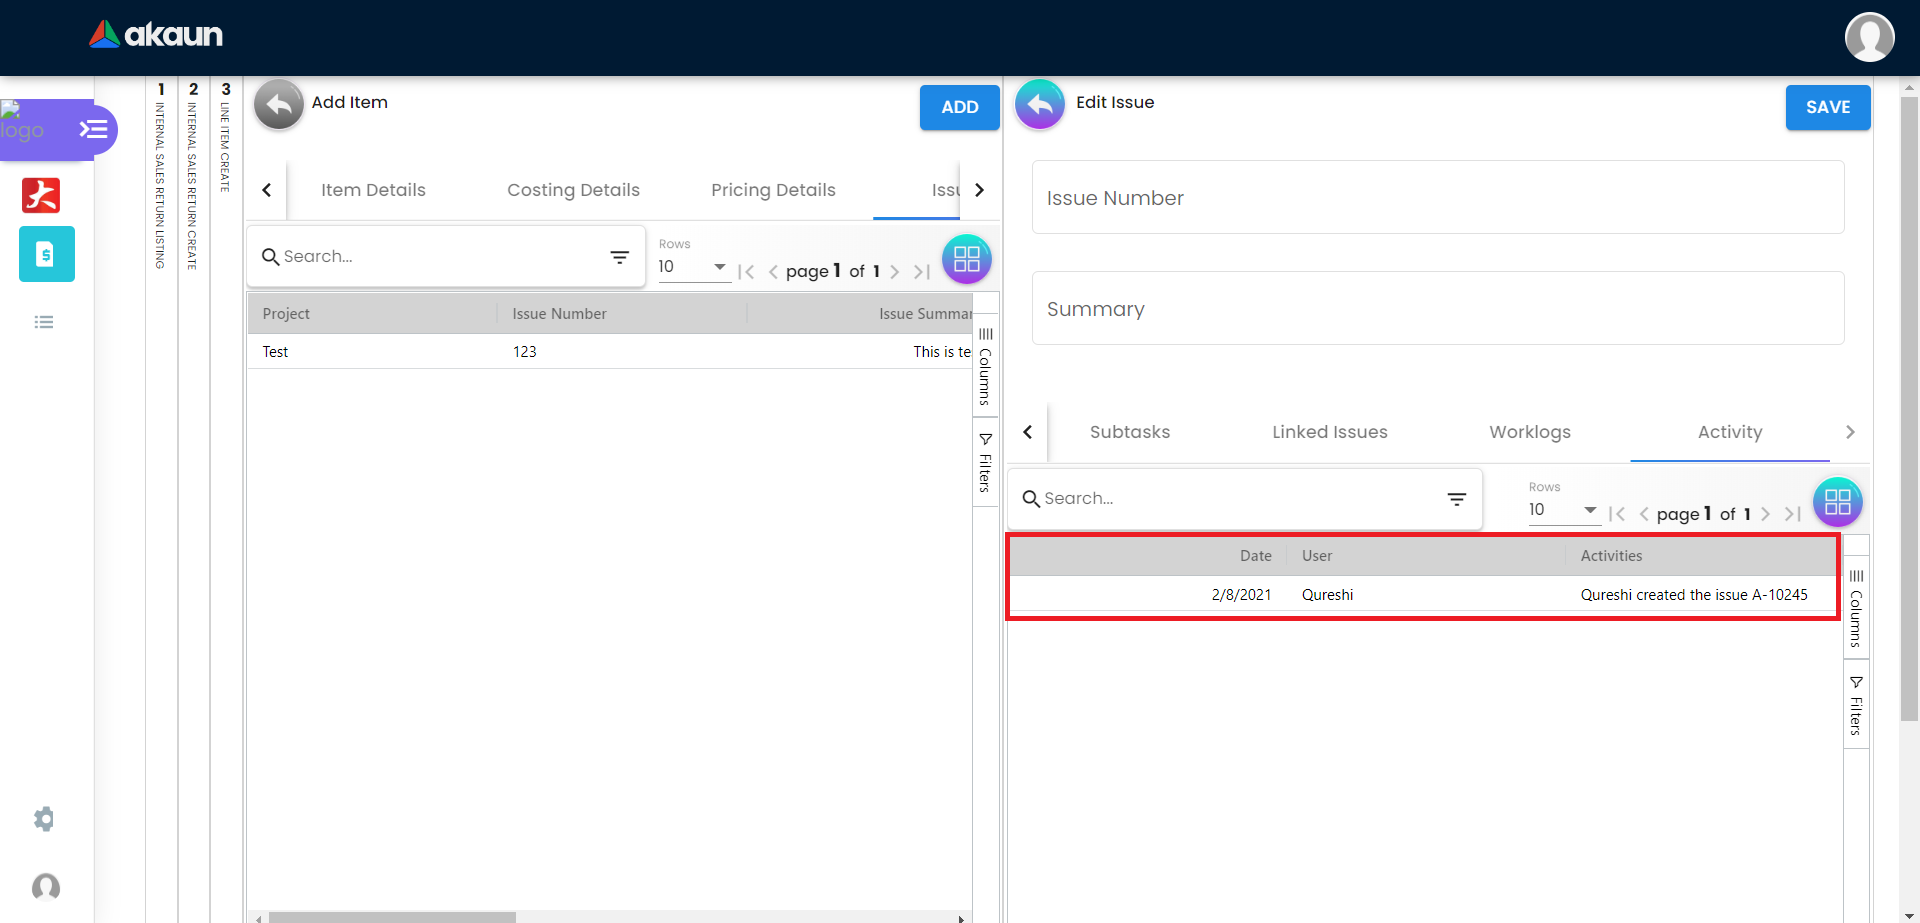 akaun
logo
1 INTERNAL SALES RETURN LISTING
2 INTERNAL SALES RETURN CREATE
3 LINE ITEM CREATE
Add Item
ADD
Item Details
Costing Details
Pricing Details
Issu
Search...
Rows
10
page 1 of 1
Project
Issue Number
Issue Summar
Test
123
This is te
Columns
Filters
Edit Issue
SAVE
Issue Number
Summary
Subtasks
Linked Issues
Worklogs
Activity
Search...
Rows
10
page 1 of 1
Date
User
Activities
2/8/2021
Qureshi
Qureshi created the issue A-10245
Columns
Filters